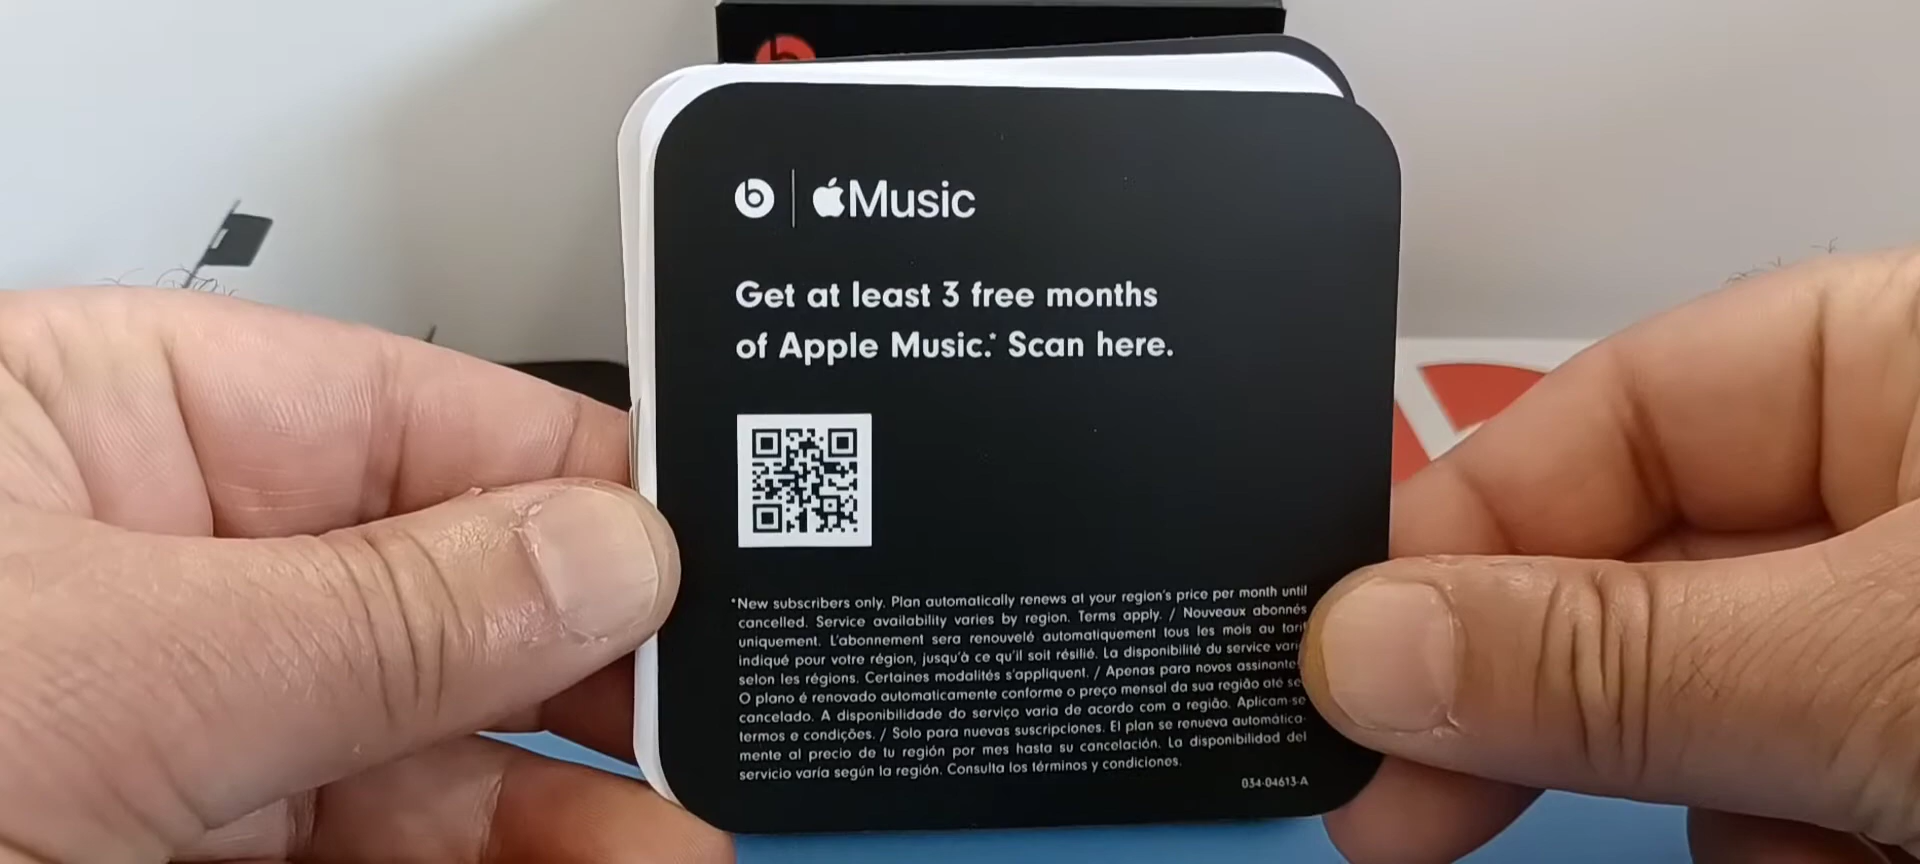 b | Music
Get at least 3 free months
of Apple Music.* Scan here.
*New subscribers only. Plan automatically renews at your region's price per month until
cancelled. Service availability varies by region. Terms apply. / Nouveaux abonnés
uniquement. L'abonnement sera renouvelé automatiquement tous les mois au tarif
indiqué pour votre région, jusqu'à ce qu'il soit résilié. La disponibilité du service
selon les régions. Certaines modalités s'appliquent. / Apenas para novos
O plano é renovado automaticamente conforme o preço mensal da sua região até
cancelado. A disponibilidade do serviço varia de acordo com a região. Aplicam-se
termos e condições. / Solo para nuevas suscripciones. El plan se renueva automática-
mente al precio de tu región por mes hasta su cancelación. La disponibilidad del
servicio varía según la región. Consulta los términos y condiciones.
034-04613-A